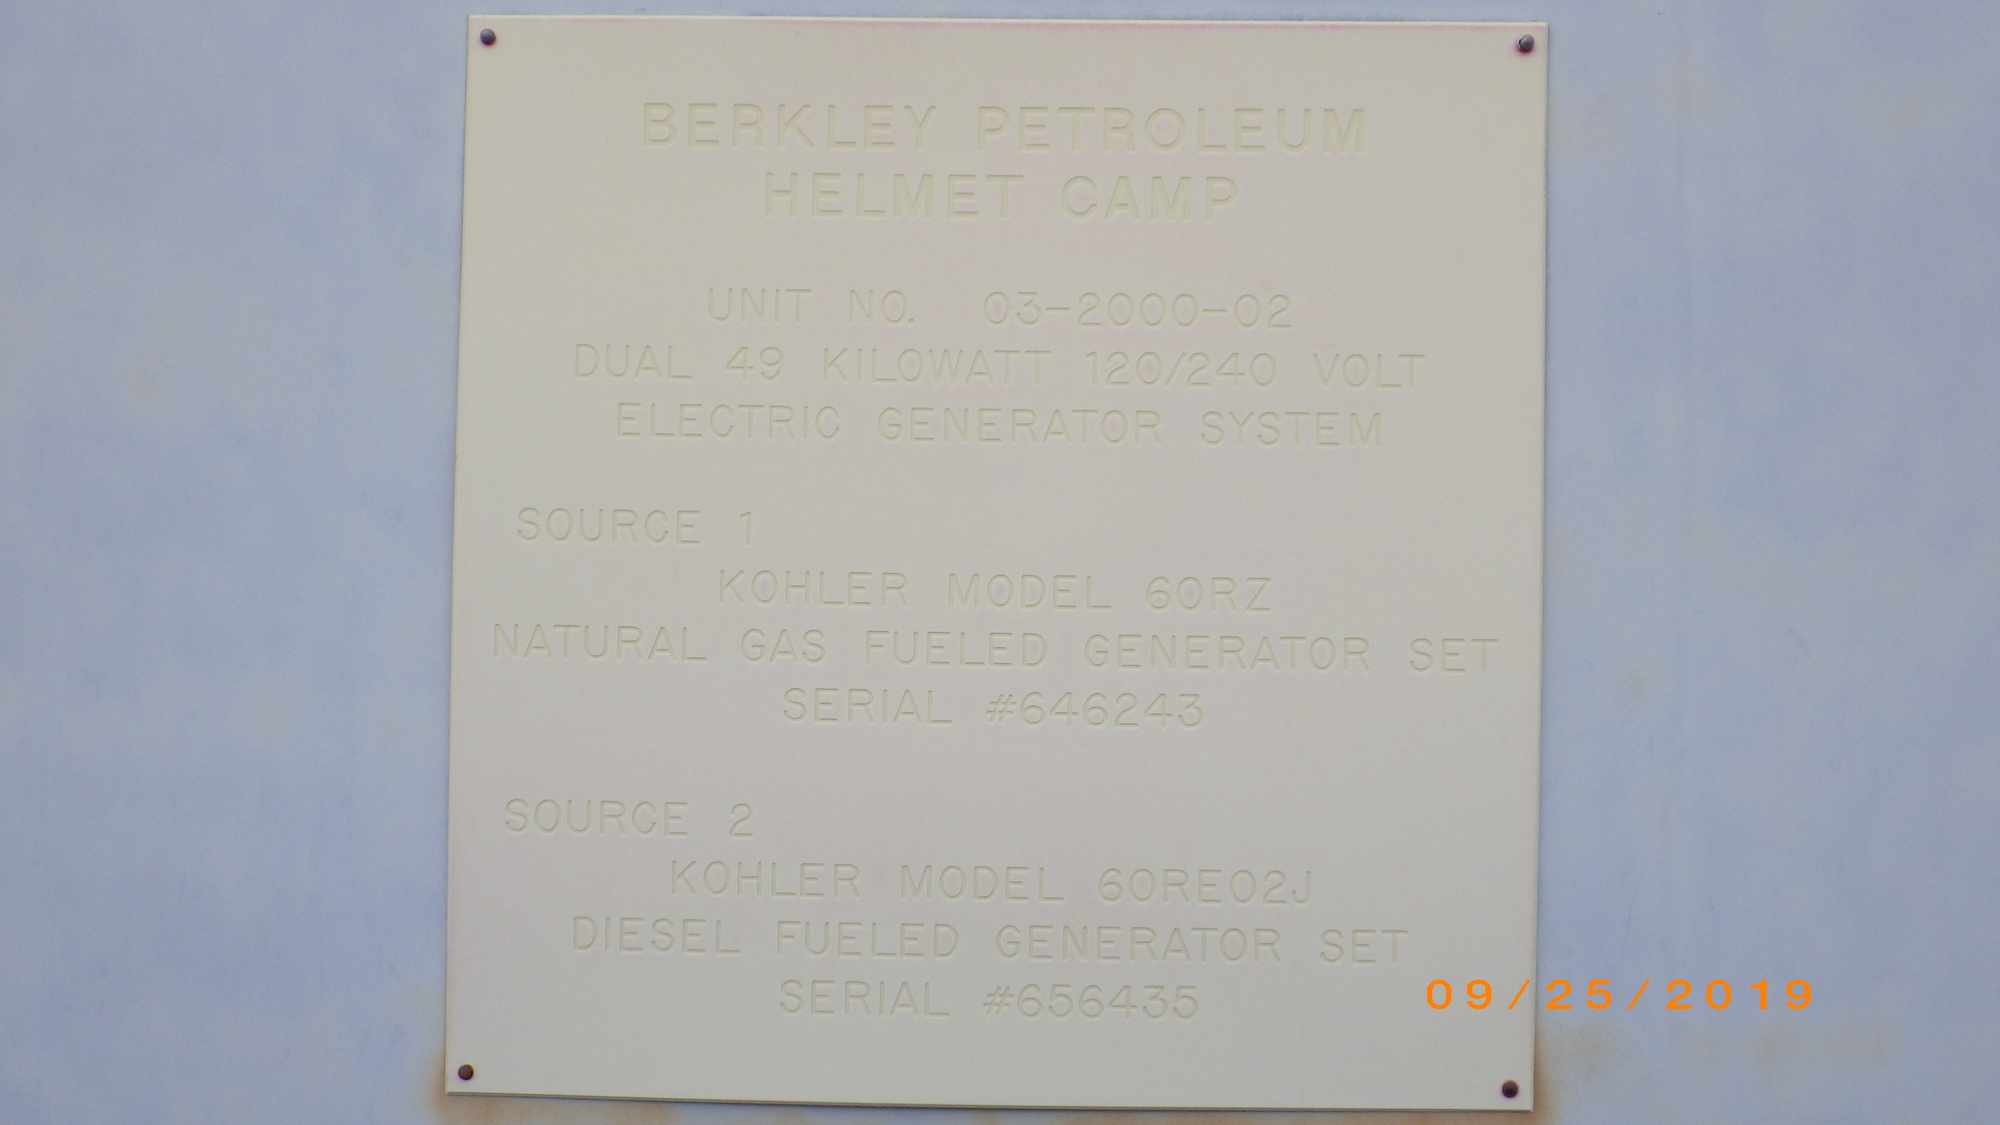 BERKLEY PETROLEUM
HELMET CAMP
UNIT NO. 03-2000-02
DUAL 49 KILOWATT 120/240 VOLT
ELECTRIC GENERATOR SYSTEM
SOURCE 1
KOHLER MODEL 60RZ
NATURAL GAS FUELED GENERATOR SET
SERIAL #646243
SOURCE 2
KOHLER MODEL 60REO2J
DIESEL FUELED GENERATOR SET
SERIAL #656435
09/25/2019